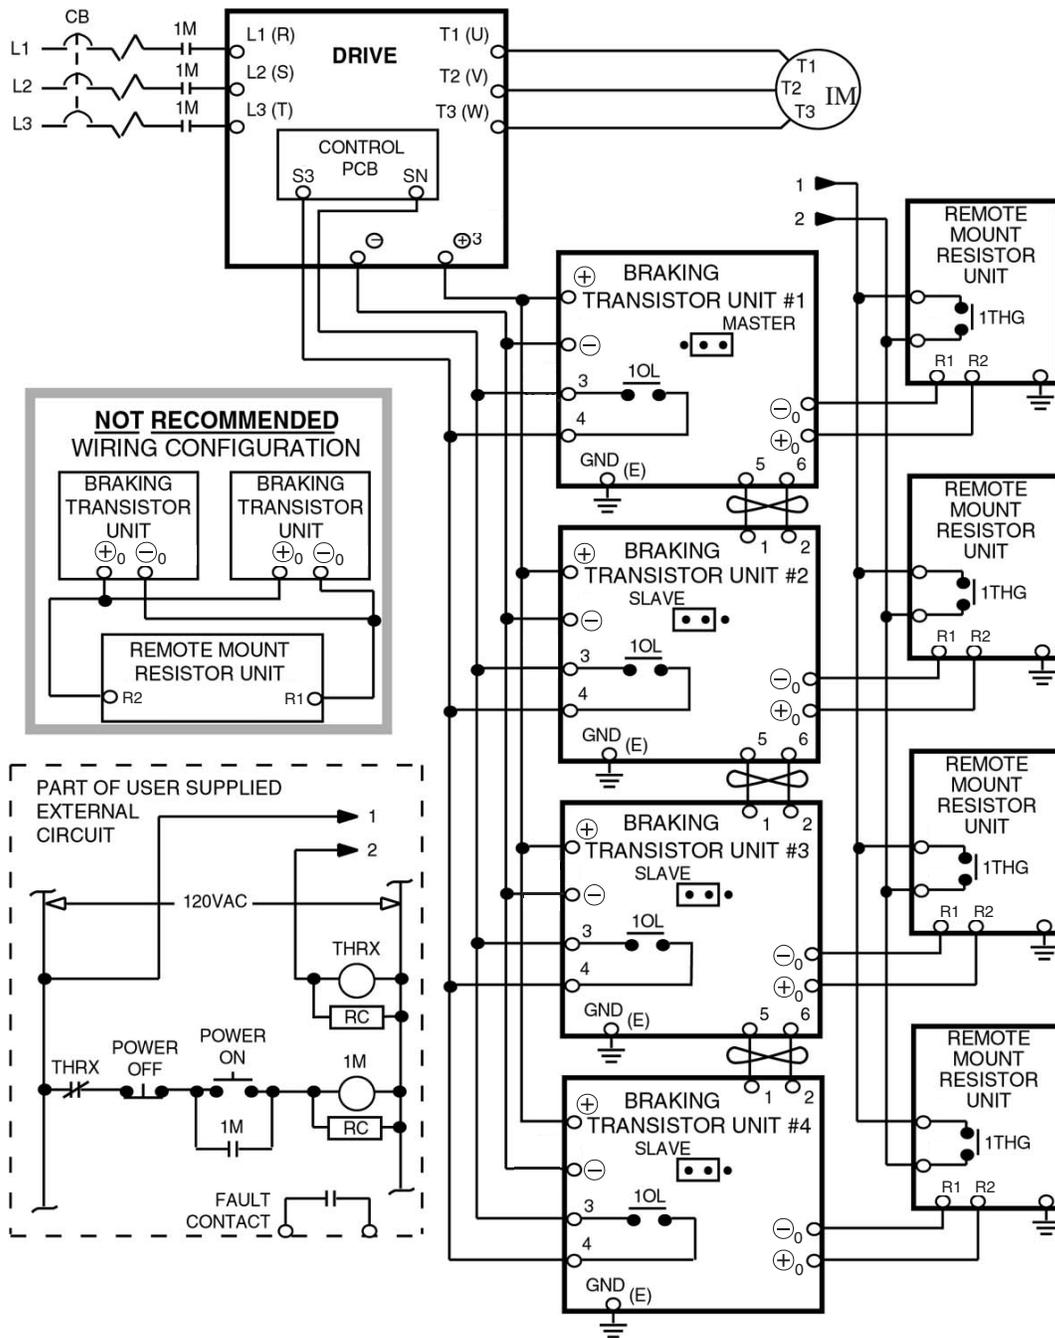 CB
L1
1M
L1 (R)
DRIVE
T1 (U)
T1
L2
1M
L2 (S)
T2 (V)
T2
IM
L3
1M
L3 (T)
T3 (W)
T3
CONTROL
PCB
S3
SN
⊖
⊕3
1
2
REMOTE
MOUNT
RESISTOR
UNIT
1THG
R1
R2
⊕
BRAKING
TRANSISTOR UNIT #1
MASTER
⊖
3
1OL
4
⊖0
⊕0
GND (E)
5
6
NOT RECOMMENDED
WIRING CONFIGURATION
BRAKING
TRANSISTOR
UNIT
⊕0
⊖0
BRAKING
TRANSISTOR
UNIT
⊕0
⊖0
REMOTE MOUNT
RESISTOR UNIT
R2
R1
REMOTE
MOUNT
RESISTOR
UNIT
1THG
R1
R2
1
2
⊕
BRAKING
TRANSISTOR UNIT #2
SLAVE
⊖
3
1OL
4
⊖0
⊕0
GND (E)
5
6
REMOTE
MOUNT
RESISTOR
UNIT
1THG
R1
R2
1
2
⊕
BRAKING
TRANSISTOR UNIT #3
SLAVE
⊖
3
1OL
4
⊖0
⊕0
GND (E)
5
6
REMOTE
MOUNT
RESISTOR
UNIT
1THG
R1
R2
1
2
⊕
BRAKING
TRANSISTOR UNIT #4
SLAVE
⊖
3
1OL
4
⊖0
⊕0
GND (E)
PART OF USER SUPPLIED
EXTERNAL
CIRCUIT
1
2
120VAC
THRX
RC
THRX
POWER
OFF
POWER
ON
1M
1M
RC
FAULT
CONTACT